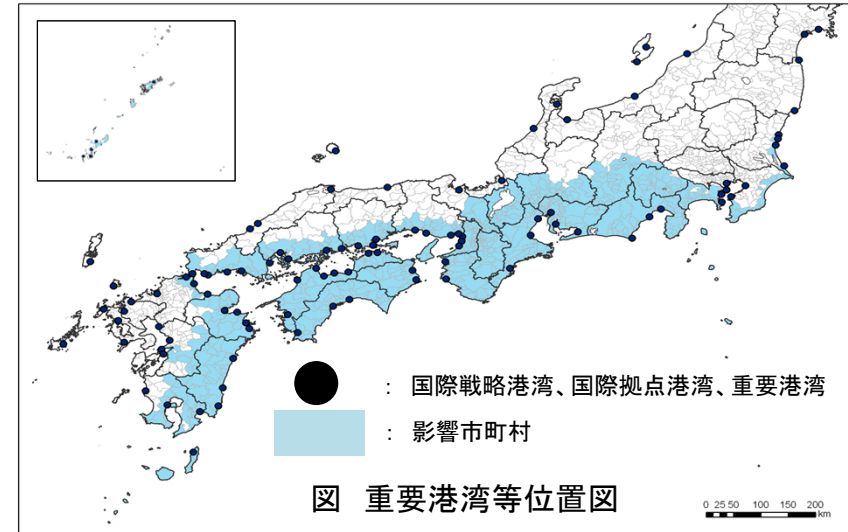 ： 国際戦略港湾、国際拠点港湾、重要港湾
： 影響市町村
図 重要港湾等位置図
0 25 50 100 150 200
km